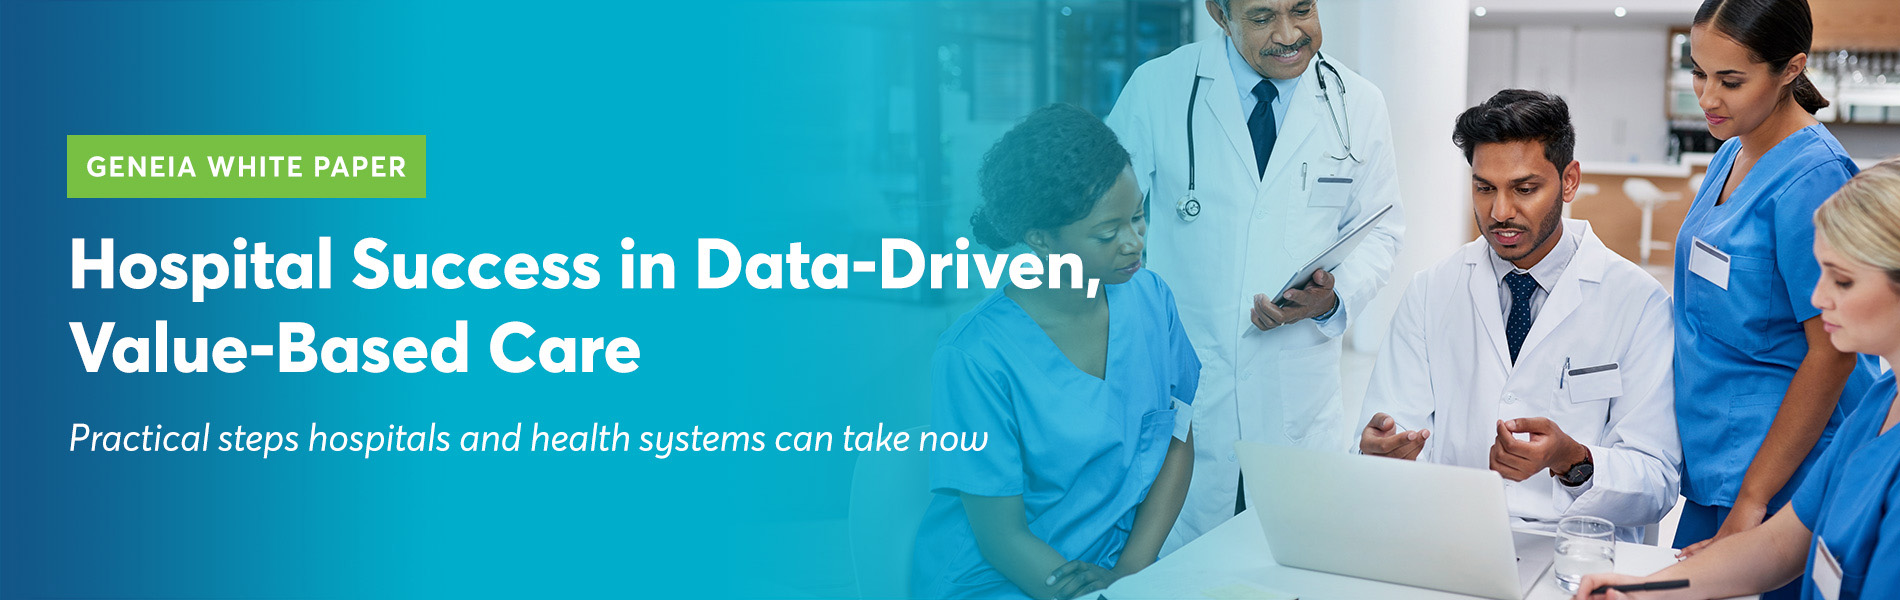 GENEIA WHITE PAPER
Hospital Success in Data-Driven,
Value-Based Care
Practical steps hospitals and health systems can take now